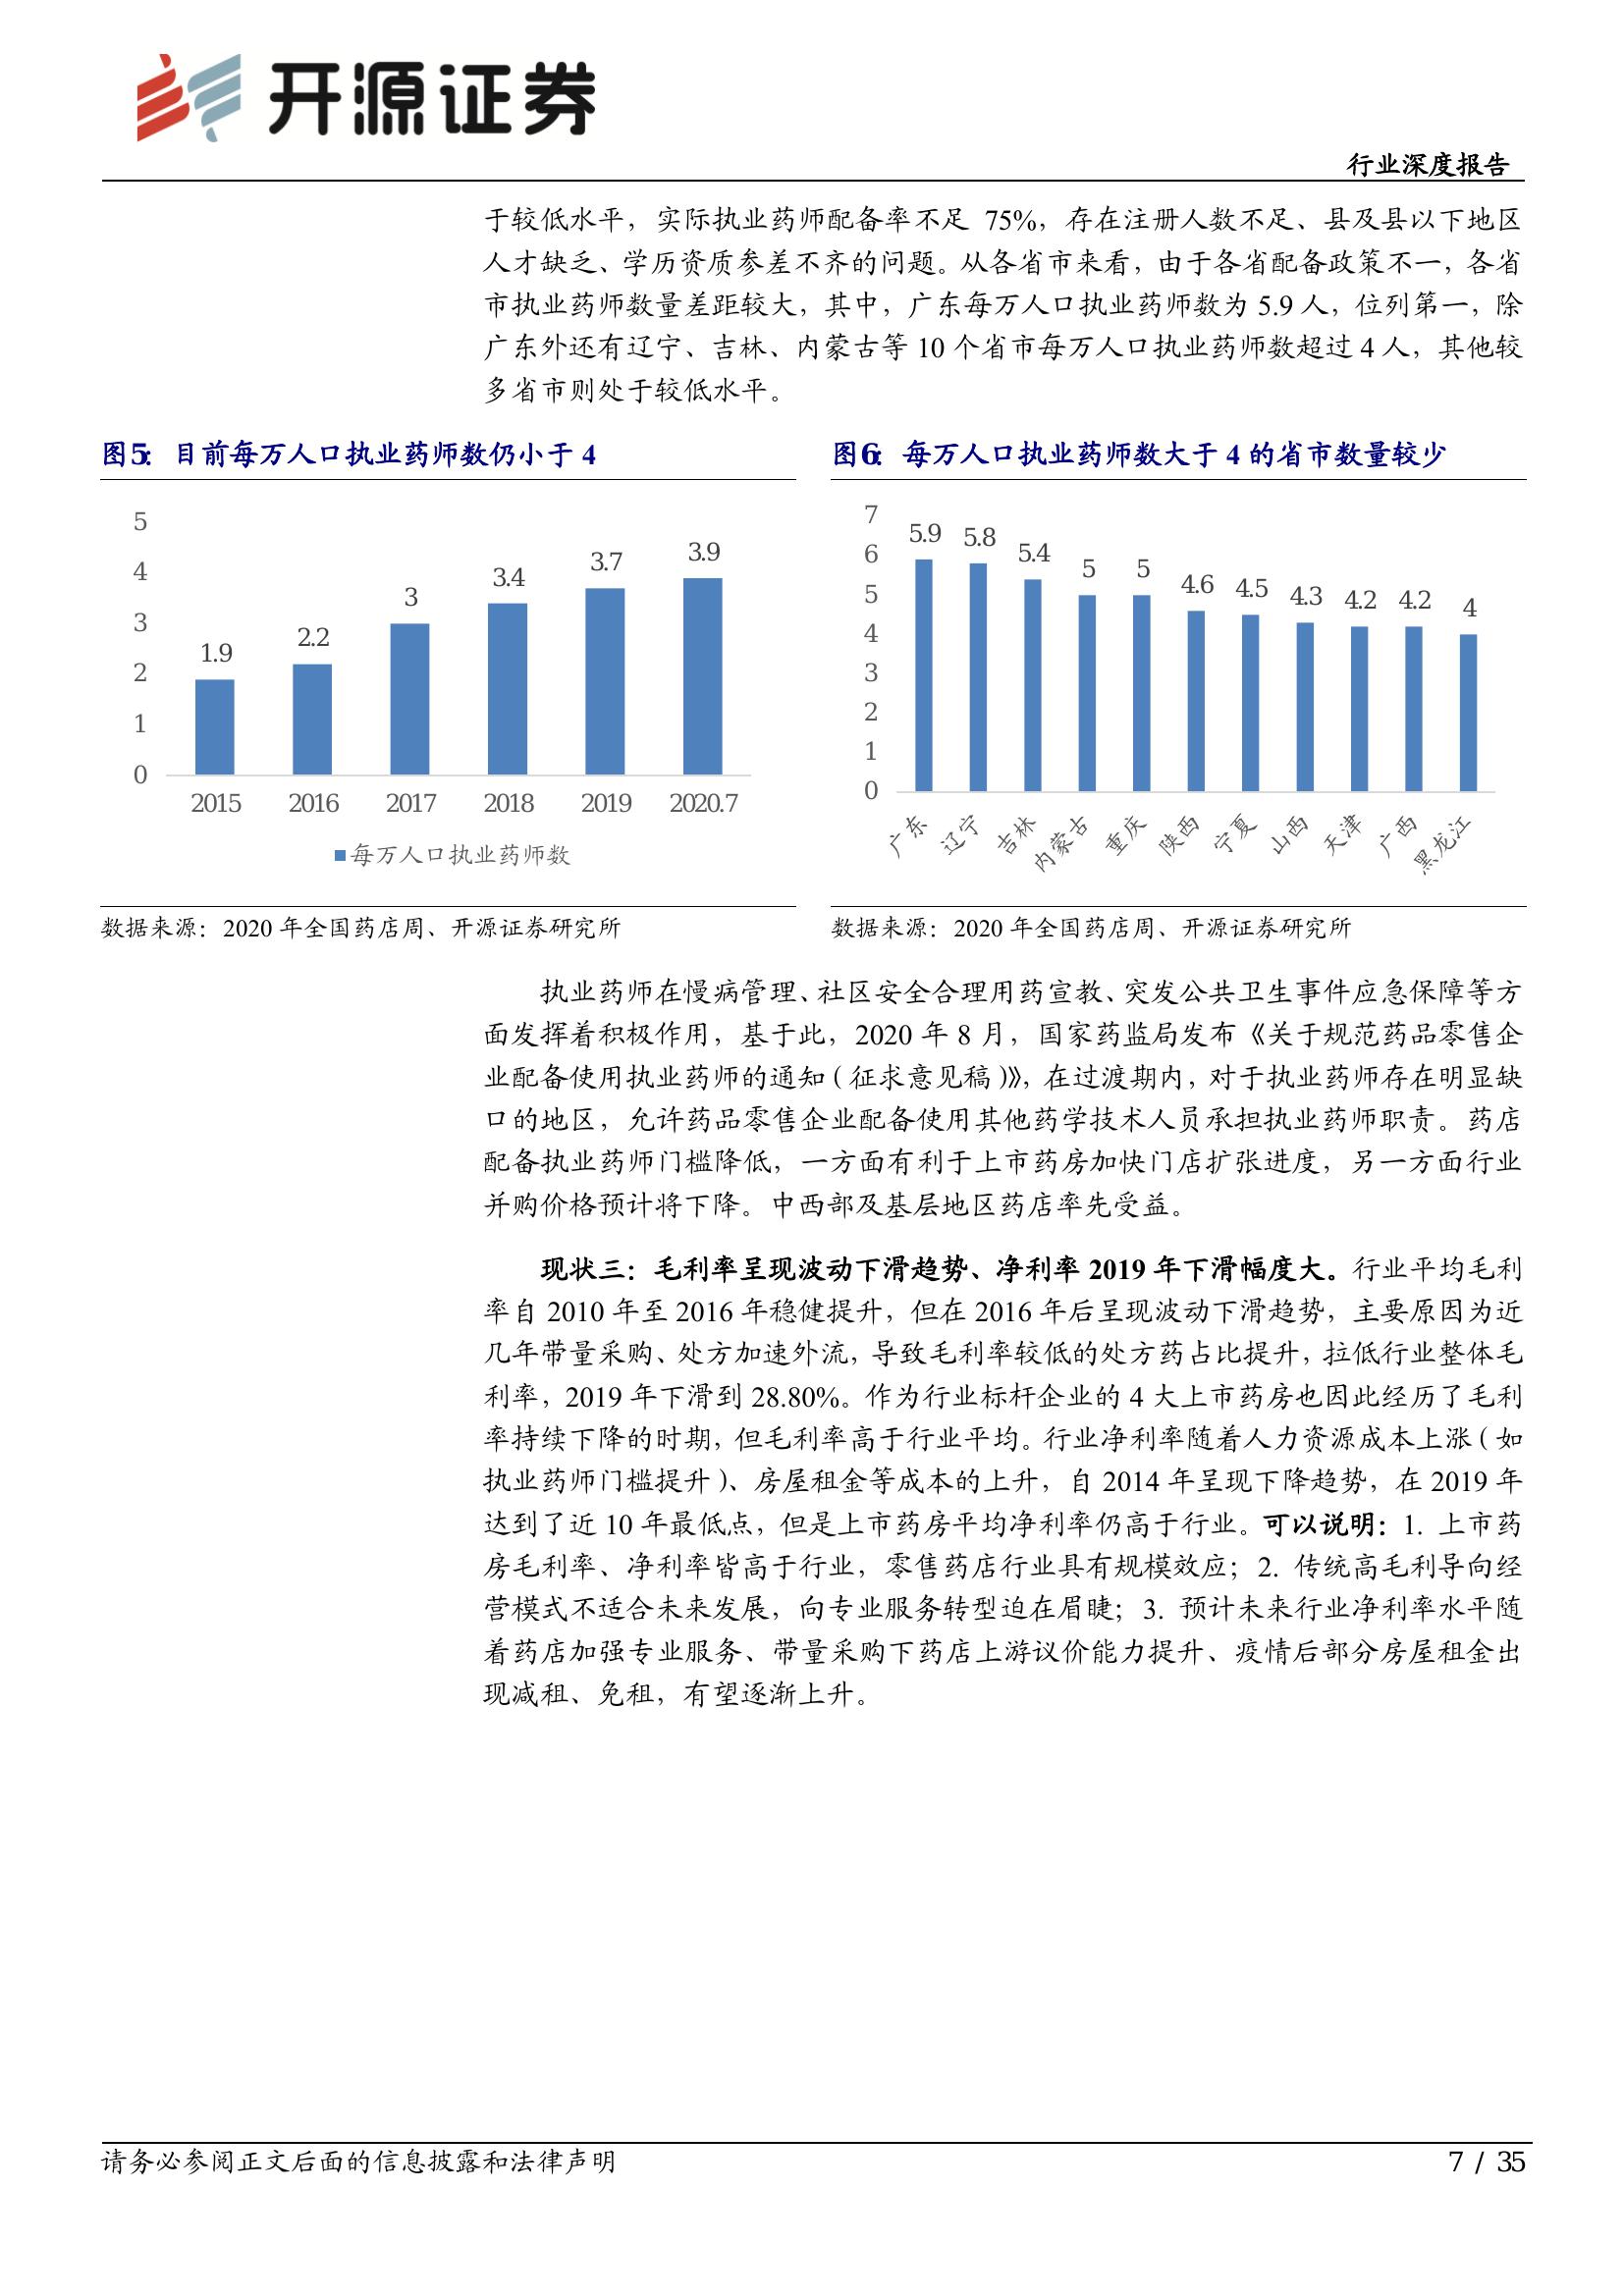 开源证券
行业深度报告
于较低水平，实际执业药师配备率不足 75%，存在注册人数不足、县及县以下地区
人才缺乏、学历资质参差不齐的问题。从各省市来看，由于各省配备政策不一，各省
市执业药师数量差距较大，其中，广东每万人口执业药师数为 5.9 人，位列第一，除
广东外还有辽宁、吉林、内蒙古等 10 个省市每万人口执业药师数超过 4 人，其他较
多省市则处于较低水平。
图5： 目前每万人口执业药师数仍小于 4
5
4
3
2
1
0
1.9
2.2
3
3.4
3.7
3.9
2015 2016 2017 2018 2019 2020.7
每万人口执业药师数
数据来源：2020 年全国药店周、开源证券研究所
图6： 每万人口执业药师数大于 4 的省市数量较少
7
6
5
4
3
2
1
0
5.9 5.8 5.4 5 5 4.6 4.5 4.3 4.2 4.2 4
广东 辽宁 吉林 内蒙古 重庆 陕西 宁夏 山西 天津 广西 黑龙江
数据来源：2020 年全国药店周、开源证券研究所
执业药师在慢病管理、社区安全合理用药宣教、突发公共卫生事件应急保障等方
面发挥着积极作用，基于此，2020 年 8 月，国家药监局发布《关于规范药品零售企
业配备使用执业药师的通知（征求意见稿）》，在过渡期内，对于执业药师存在明显缺
口的地区，允许药品零售企业配备使用其他药学技术人员承担执业药师职责。药店
配备执业药师门槛降低，一方面有利于上市药房加快门店扩张进度，另一方面行业
并购价格预计将下降。中西部及基层地区药店率先受益。
现状三：毛利率呈现波动下滑趋势、净利率 2019 年下滑幅度大。行业平均毛利
率自 2010 年至 2016 年稳健提升，但在 2016 年后呈现波动下滑趋势，主要原因为近
几年带量采购、处方加速外流，导致毛利率较低的处方药占比提升，拉低行业整体毛
利率，2019 年下滑到 28.80%。作为行业标杆企业的 4 大上市药房也因此经历了毛利
率持续下降的时期，但毛利率高于行业平均。行业净利率随着人力资源成本上涨（如
执业药师门槛提升）、房屋租金等成本的上升，自 2014 年呈现下降趋势，在 2019 年
达到了近 10 年最低点，但是上市药房平均净利率仍高于行业。可以说明：1. 上市药
房毛利率、净利率皆高于行业，零售药店行业具有规模效应；2. 传统高毛利导向经
营模式不适合未来发展，向专业服务转型迫在眉睫；3. 预计未来行业净利率水平随
着药店加强专业服务、带量采购下药店上游议价能力提升、疫情后部分房屋租金出
现减租、免租，有望逐渐上升。
请务必参阅正文后面的信息披露和法律声明
7 / 35